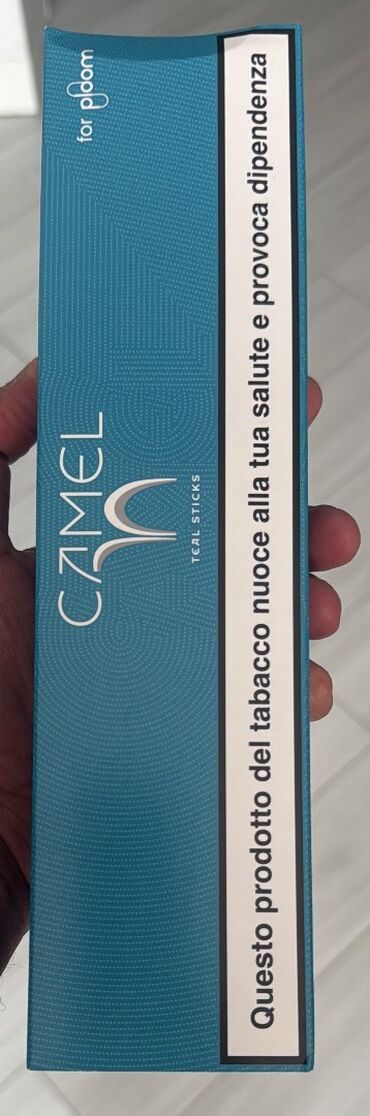 for ploom
CAMEL
TEAL STICKS
Questo prodotto del tabacco nuoce alla tua salute e provoca dipendenza